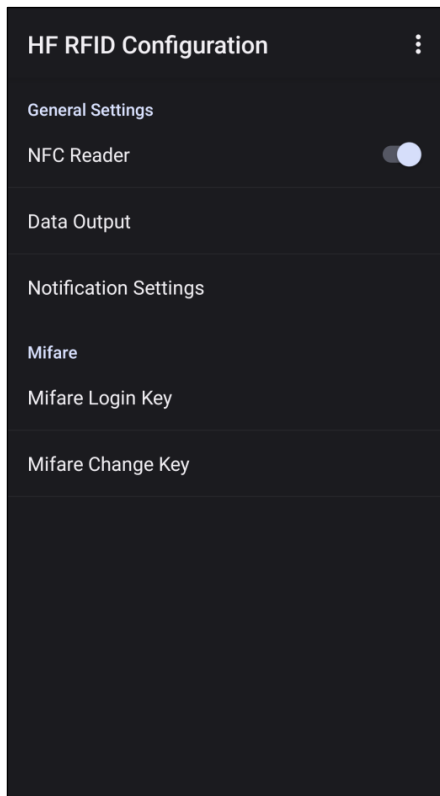 HF RFID Configuration
General Settings
NFC Reader
Data Output
Notification Settings
Mifare
Mifare Login Key
Mifare Change Key